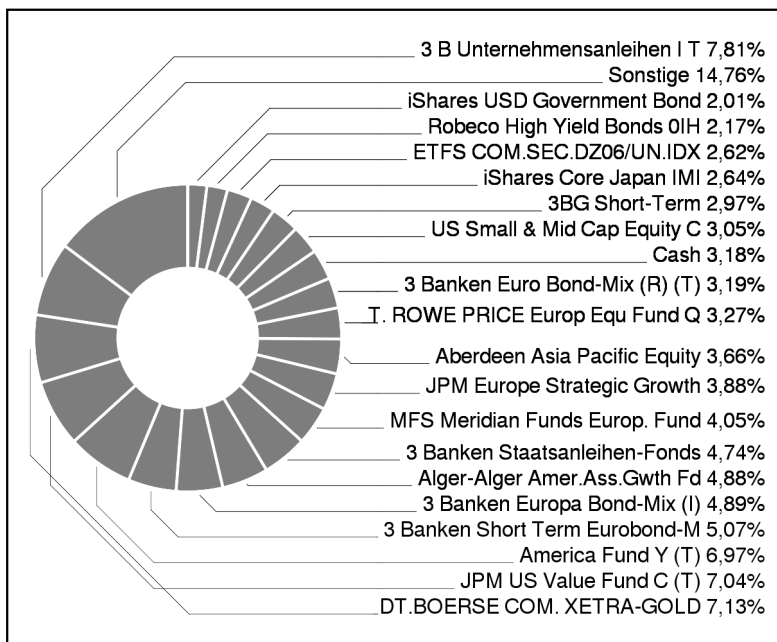 3 B Unternehmensanleihen I T 7,81%
Sonstige 14,76%
iShares USD Government Bond 2,01%
Robeco High Yield Bonds 0IH 2,17%
ETFS COM.SEC.DZ06/UN.IDX 2,62%
iShares Core Japan IMI 2,64%
3BG Short-Term 2,97%
US Small & Mid Cap Equity C 3,05%
Cash 3,18%
3 Banken Euro Bond-Mix (R) (T) 3,19%
T. ROWE PRICE Europ Equ Fund Q 3,27%
Aberdeen Asia Pacific Equity 3,66%
JPM Europe Strategic Growth 3,88%
MFS Meridian Funds Europ. Fund 4,05%
3 Banken Staatsanleihen-Fonds 4,74%
Alger-Alger Amer.Ass.Gwth Fd 4,88%
3 Banken Europa Bond-Mix (I) 4,89%
3 Banken Short Term Eurobond-M 5,07%
America Fund Y (T) 6,97%
JPM US Value Fund C (T) 7,04%
DT.BOERSE COM. XETRA-GOLD 7,13%